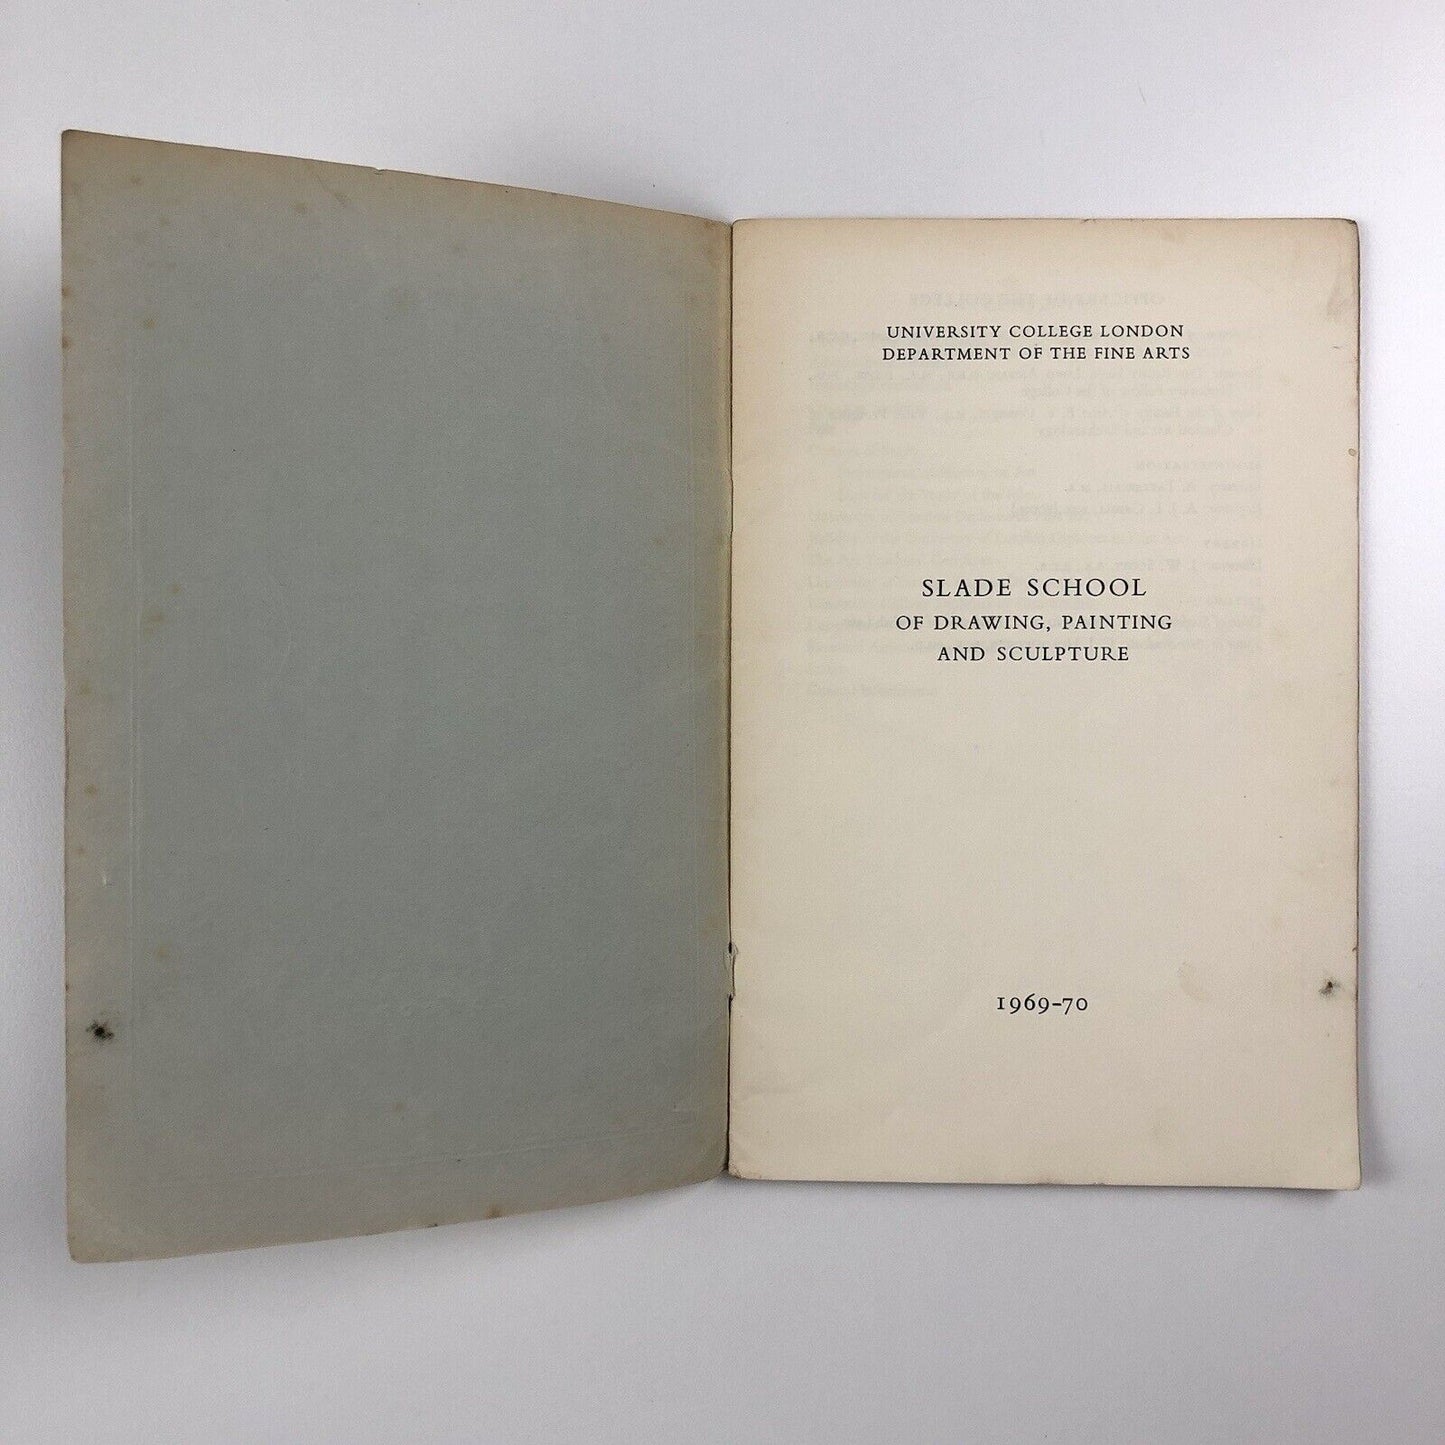 UNIVERSITY COLLEGE LONDON
DEPARTMENT OF THE FINE ARTS
SLADE SCHOOL
OF DRAWING, PAINTING
AND SCULPTURE
1969-70